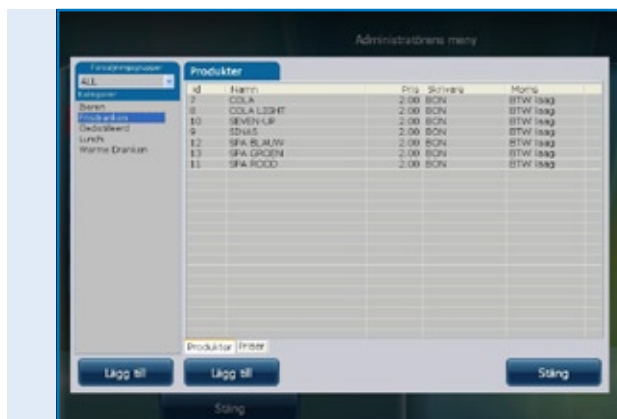 Administratörens meny
Försäljningsgrupper
ALL
Kategorier
Bieren
Frisdranken
Gedistilleerd
Lunch
Warme Dranken
Produkter
Id Namn Pris Skrivare Moms
7 COLA 2.00 BON BTW laag
8 COLA LIGHT 2.00 BON BTW laag
10 SEVEN-UP 2.00 BON BTW laag
9 SINAS 2.00 BON BTW laag
12 SPA BLAUW 2.00 BON BTW laag
13 SPA GROEN 2.00 BON BTW laag
11 SPA ROOD 2.00 BON BTW laag
Produkter Priser
Lägg till Lägg till Stäng
Stäng